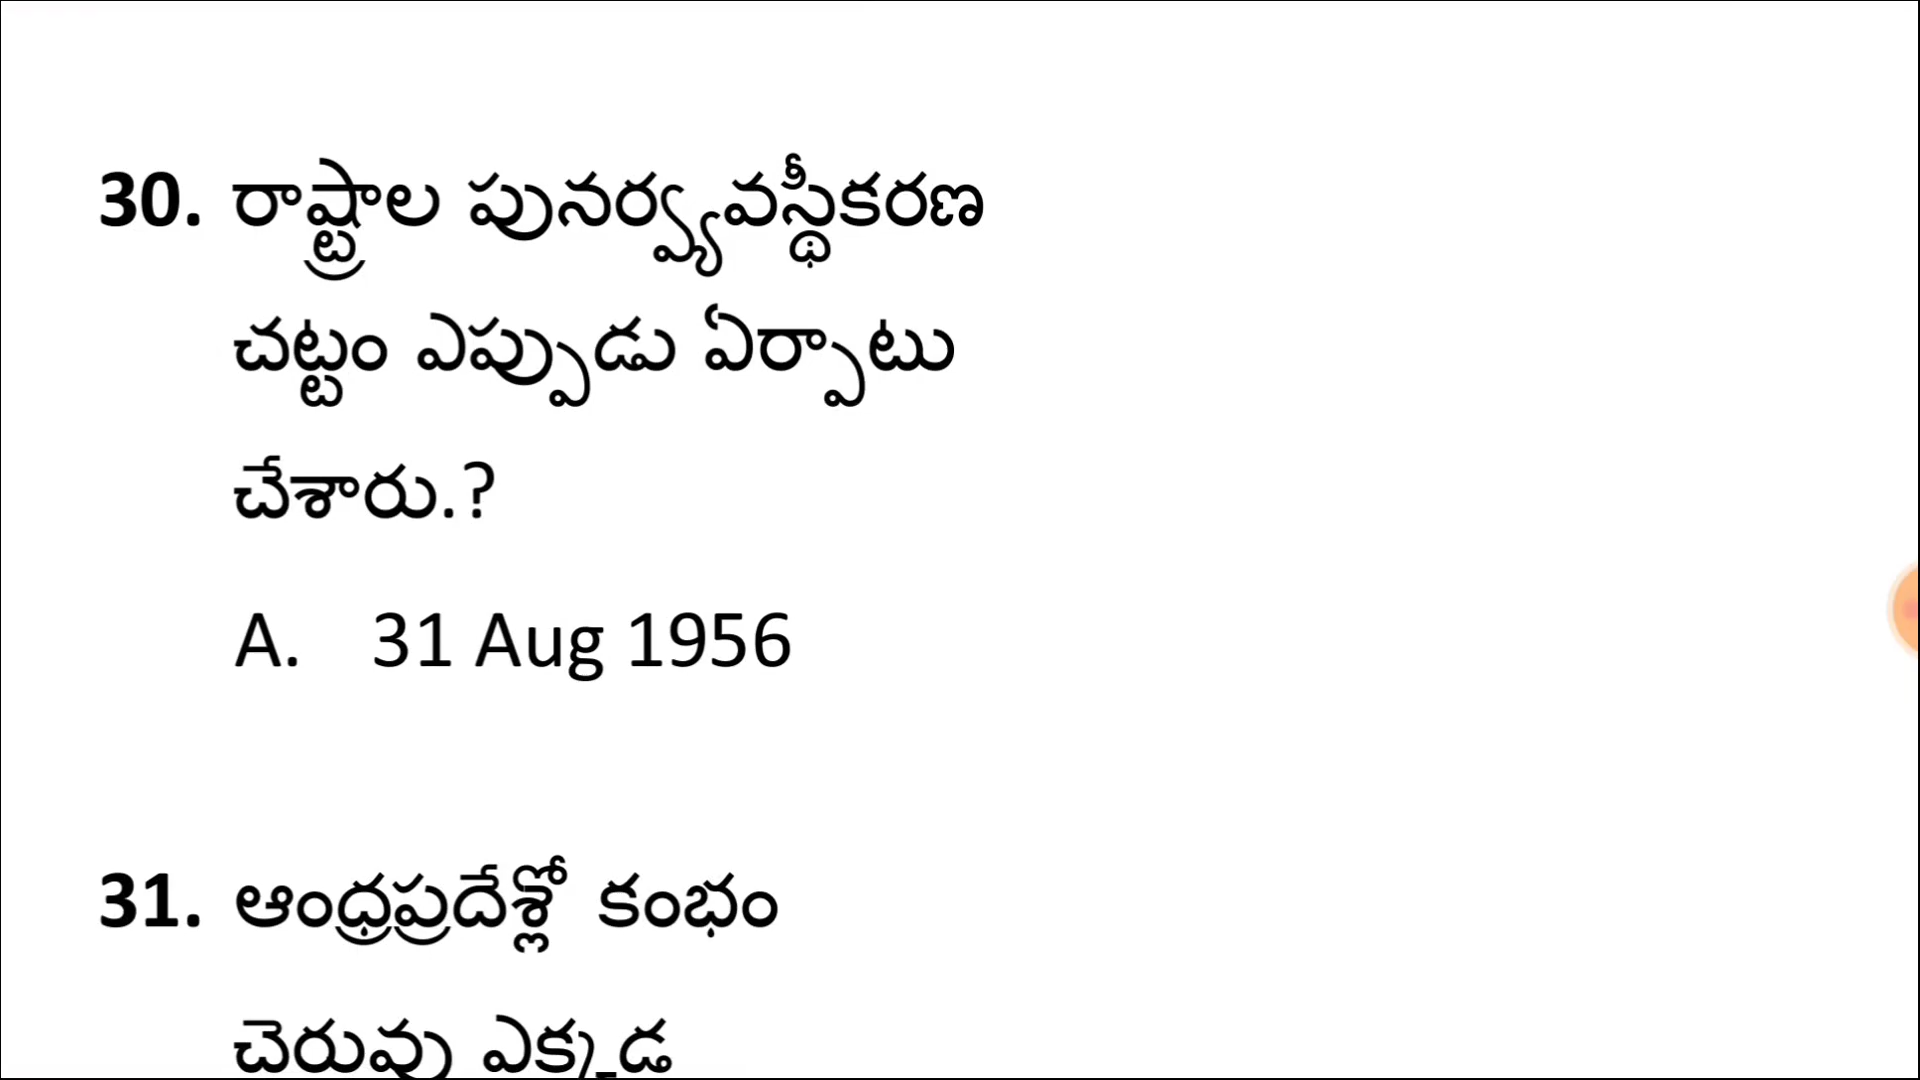 30. రాష్ట్రాల పునర్వ్యవస్థీకరణ
చట్టం ఎప్పుడు ఏర్పాటు
చేశారు.?
A. 31 Aug 1956
31. ఆంధ్రప్రదేశ్లో కంభం
చెరువు ఎక్కడ